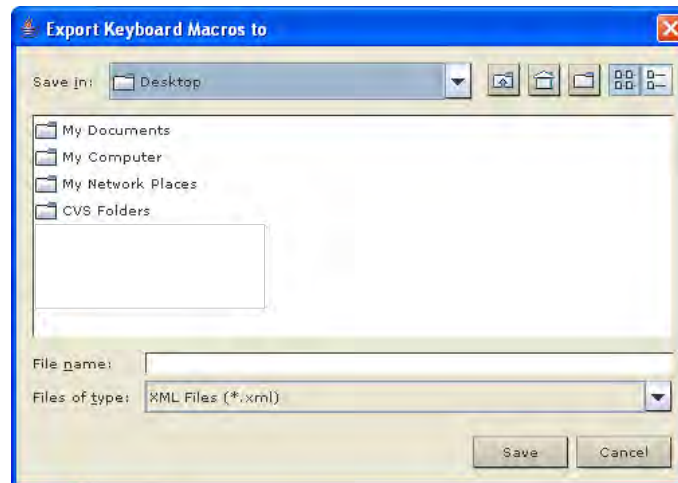 Export Keyboard Macros to
Save in: Desktop
My Documents
My Computer
My Network Places
CVS Folders
File name:
Files of type: XML Files (*.xml)
Save Cancel